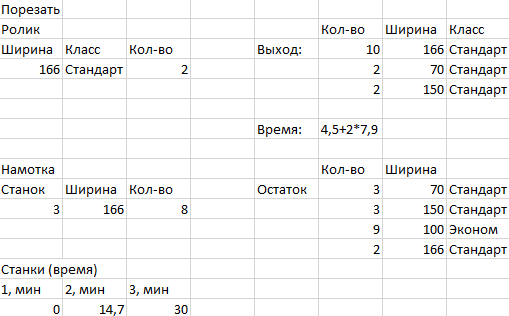 Порезать
Ролик Кол-во Ширина Класс
Ширина Класс Кол-во Выход: 10 166 Стандарт
166 Стандарт 2 2 70 Стандарт
2 150 Стандарт
Время: 4,5+2*7,9
Кол-во Ширина
Намотка
Станок Ширина Кол-во Остаток 3 70 Стандарт
3 166 8 3 150 Стандарт
9 100 Эконом
2 166 Стандарт
Станки (время)
1, мин 2, мин 3, мин
0 14,7 30